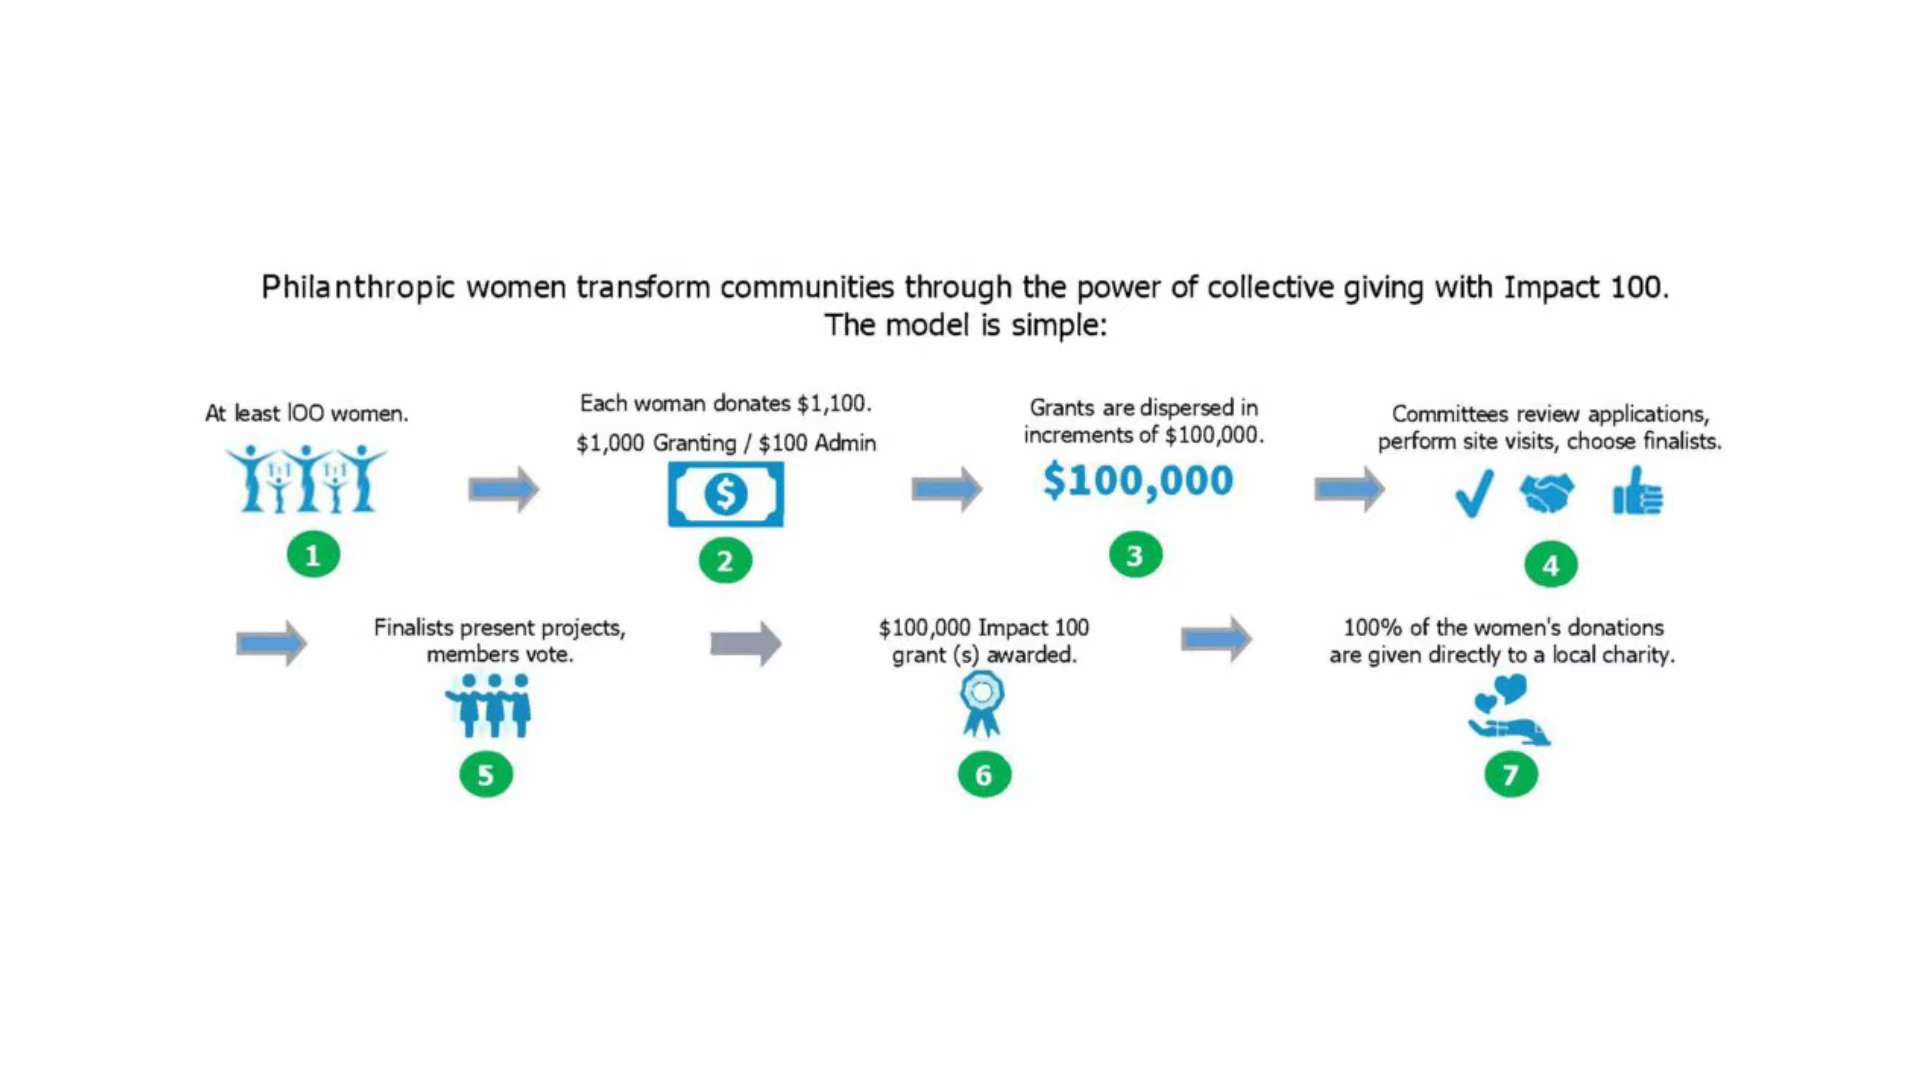 Philanthropic women transform communities through the power of collective giving with Impact 100.
The model is simple:
At least lOO women.
1
Each woman donates $1,100.
$1,000 Granting / $100 Admin
$
2
Grants are dispersed in
increments of $100,000.
$100,000
3
Committees review applications,
perform site visits, choose finalists.
4
Finalists present projects,
members vote.
5
$100,000 Impact 100
grant (s) awarded.
6
100% of the women's donations
are given directly to a local charity.
7